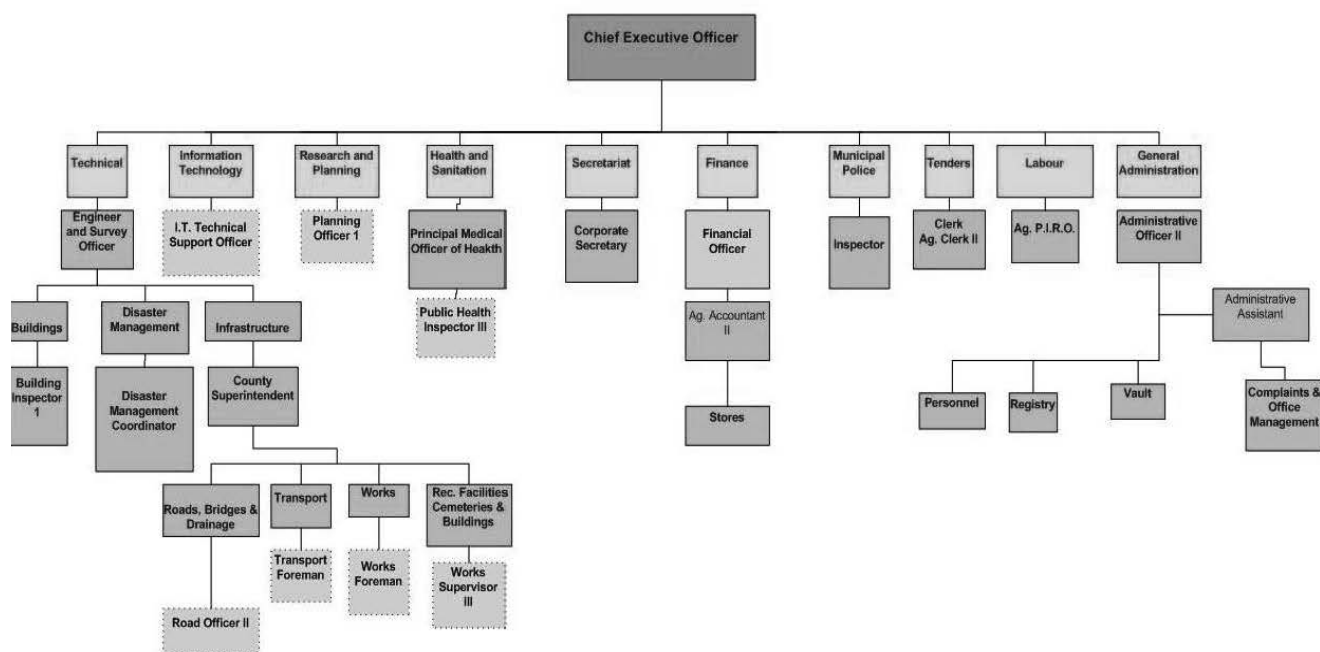 Chief Executive Officer
Technical
Information
Technology
Research and
Planning
Health and
Sanitation
Secretariat
Finance
Municipal
Police
Tenders
Labour
General
Administration
Engineer
and Survey
Officer
I.T. Technical
Support Officer
Planning
Officer 1
Principal Medical
Officer of Heakth
Corporate
Secretary
Financial
Officer
Inspector
Clerk
Ag. Clerk II
Ag. P.I.R.O.
Administrative
Officer II
Buildings
Disaster
Management
Infrastructure
Public Health
Inspector III
Ag. Accountant
II
Administrative
Assistant
Building
Inspector
1
Disaster
Management
Coordinator
County
Superintendent
Stores
Personnel
Registry
Vault
Complaints &
Office
Management
Roads, Bridges &
Drainage
Transport
Works
Rec. Facilities
Cemeteries &
Buildings
Transport
Foreman
Works
Foreman
Works
Supervisor
III
Road Officer II